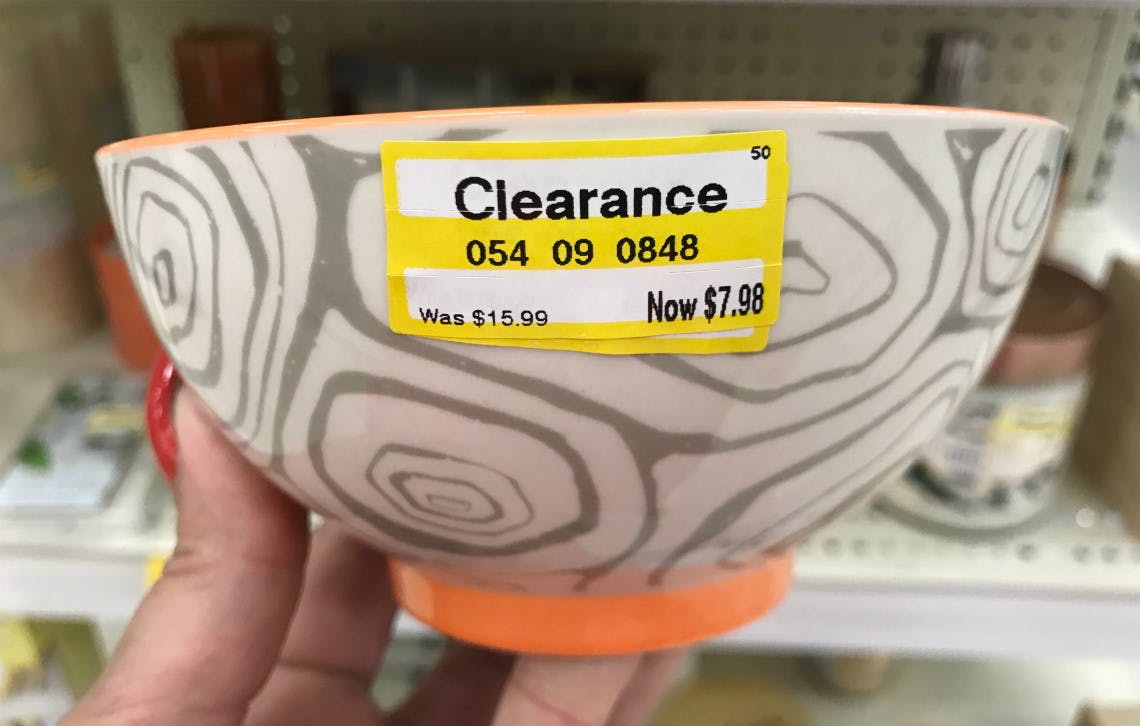 50
Clearance
054 09 0848
Was $15.99 Now $7.98